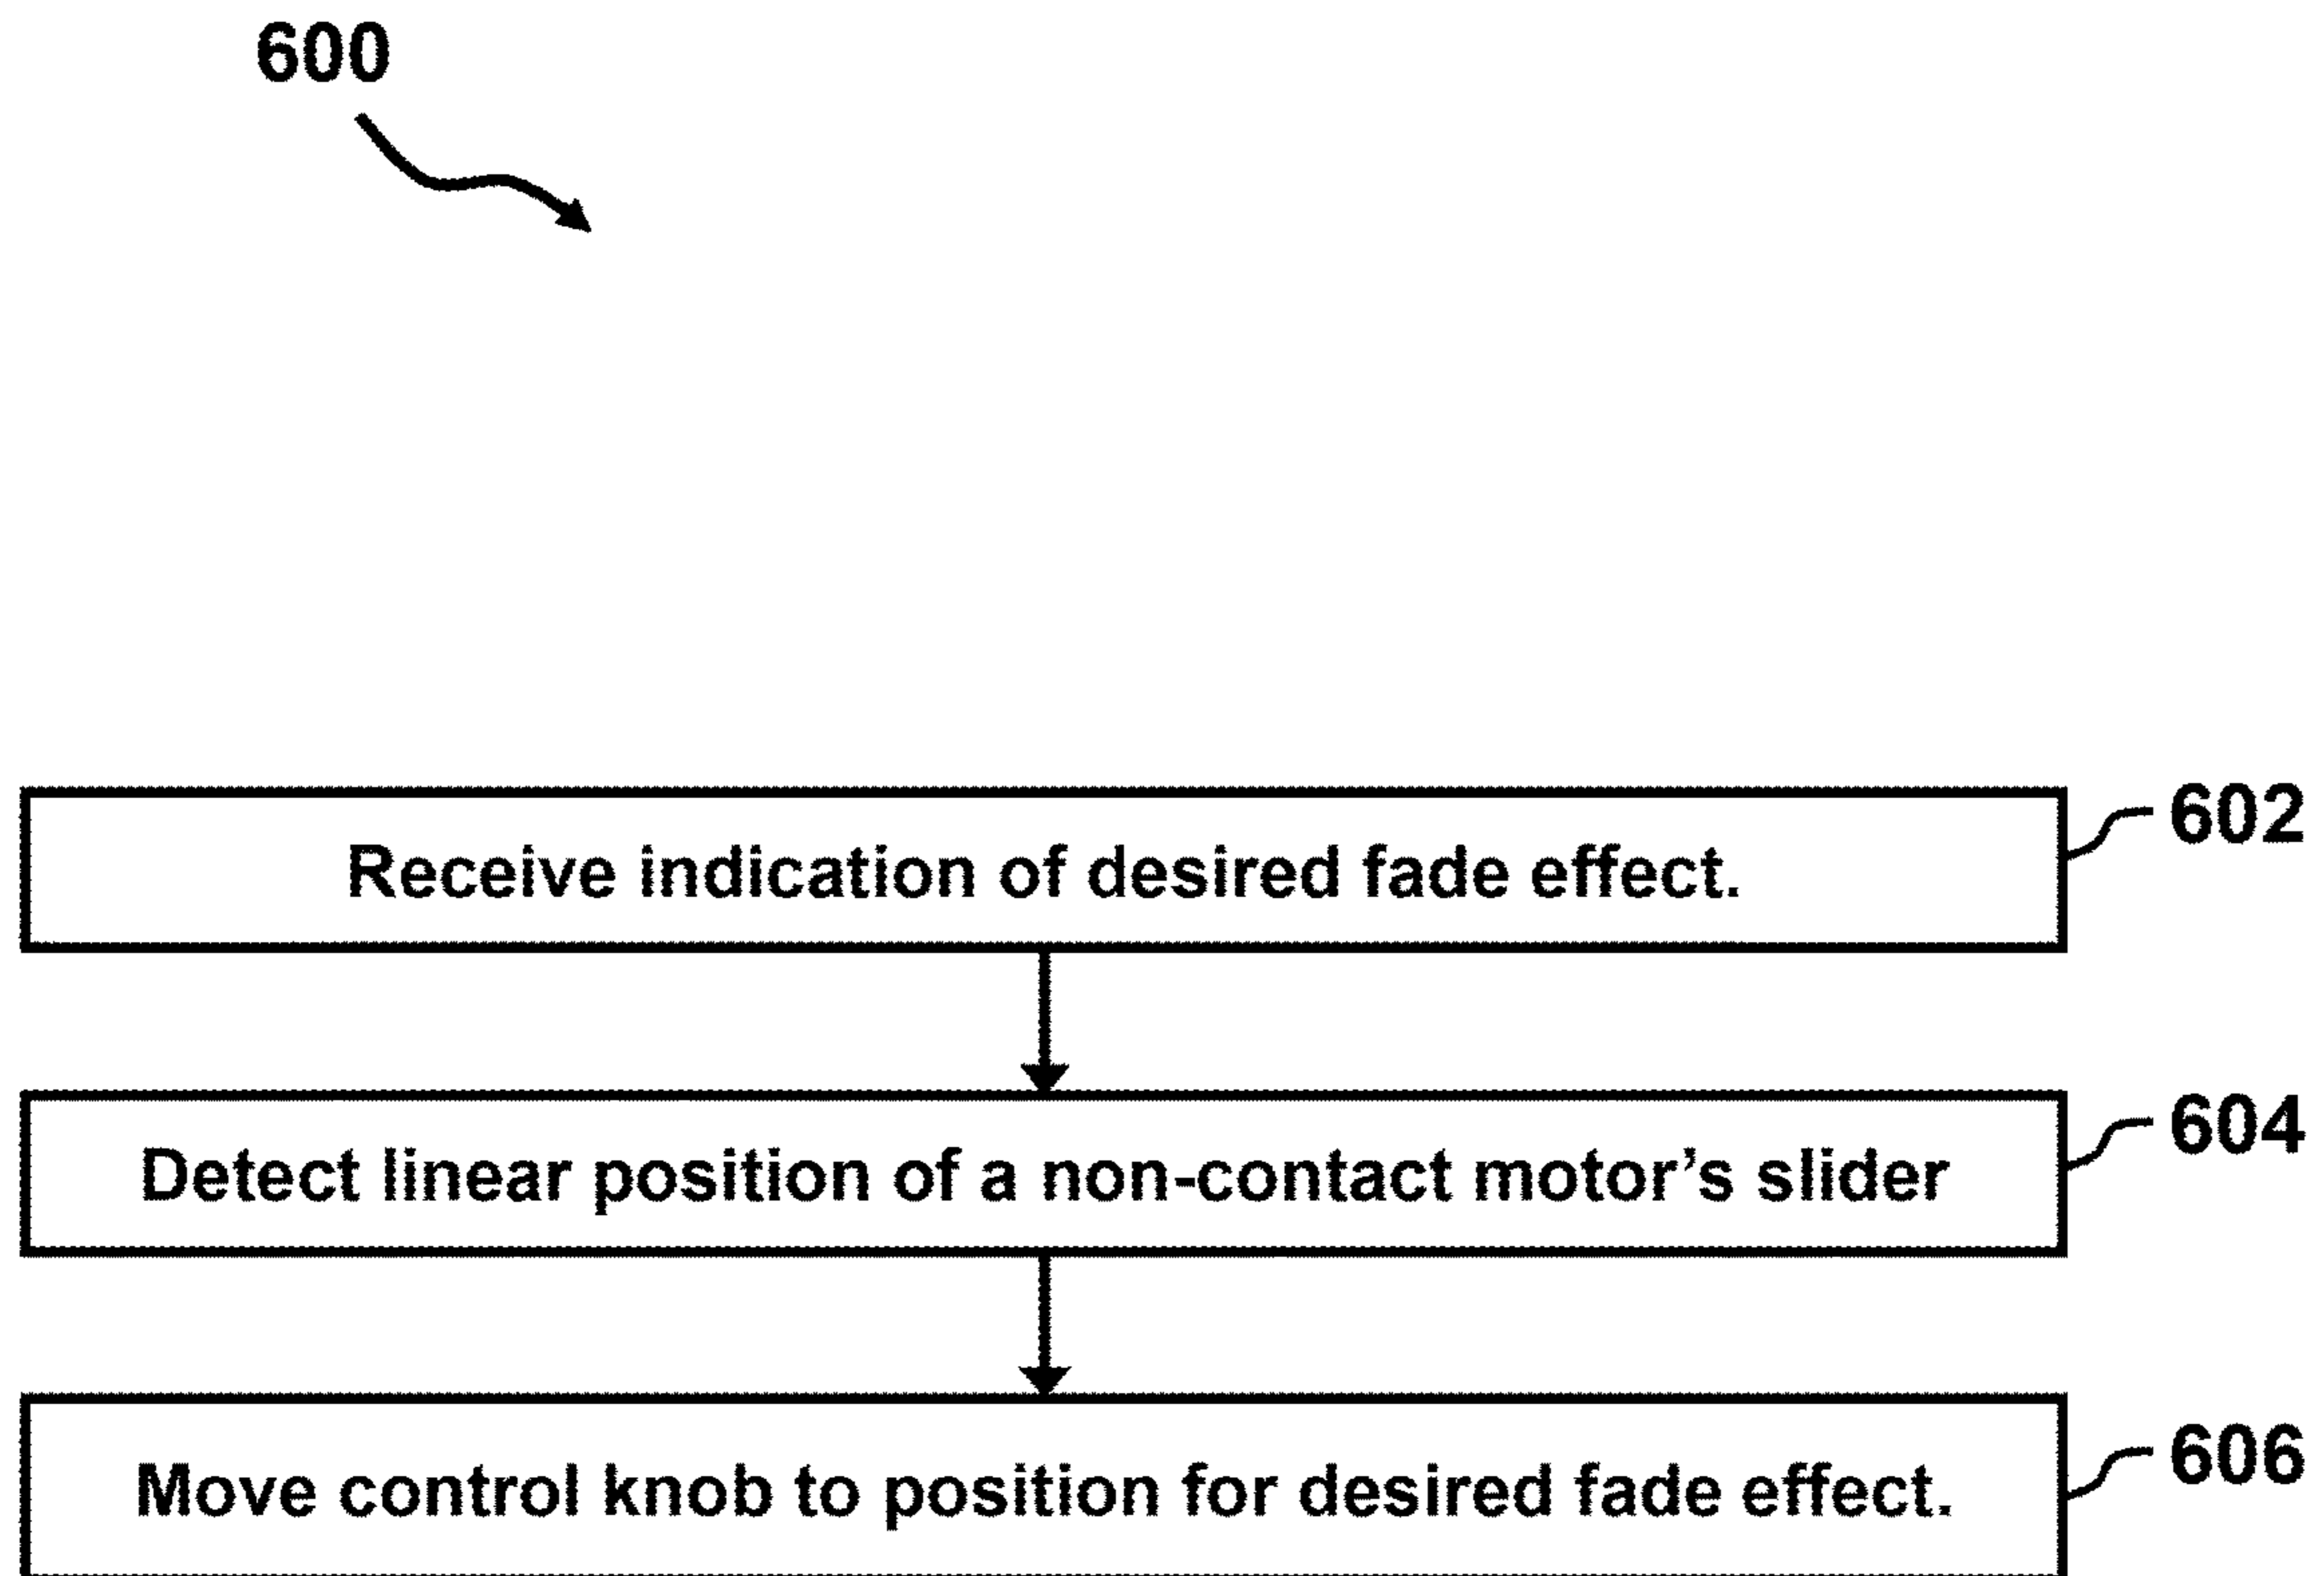 600
Receive indication of desired fade effect.
602
Detect linear position of a non-contact motor’s slider
604
Move control knob to position for desired fade effect.
606